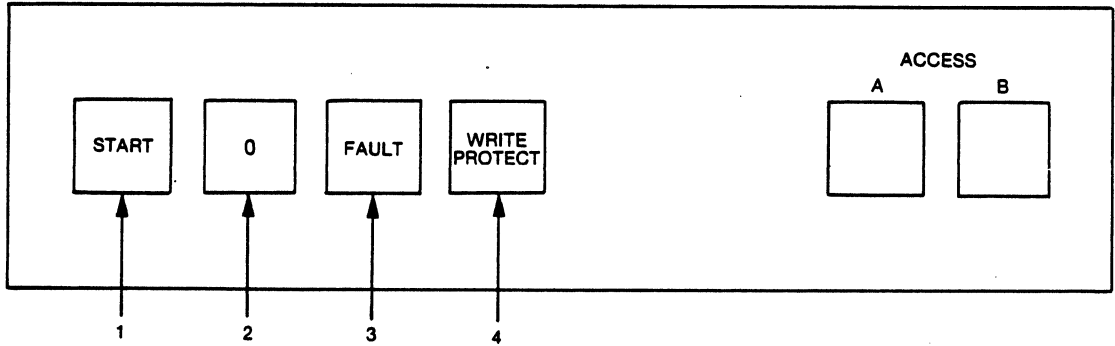 ACCESS
A B
START 0 FAULT WRITE PROTECT
1 2 3 4